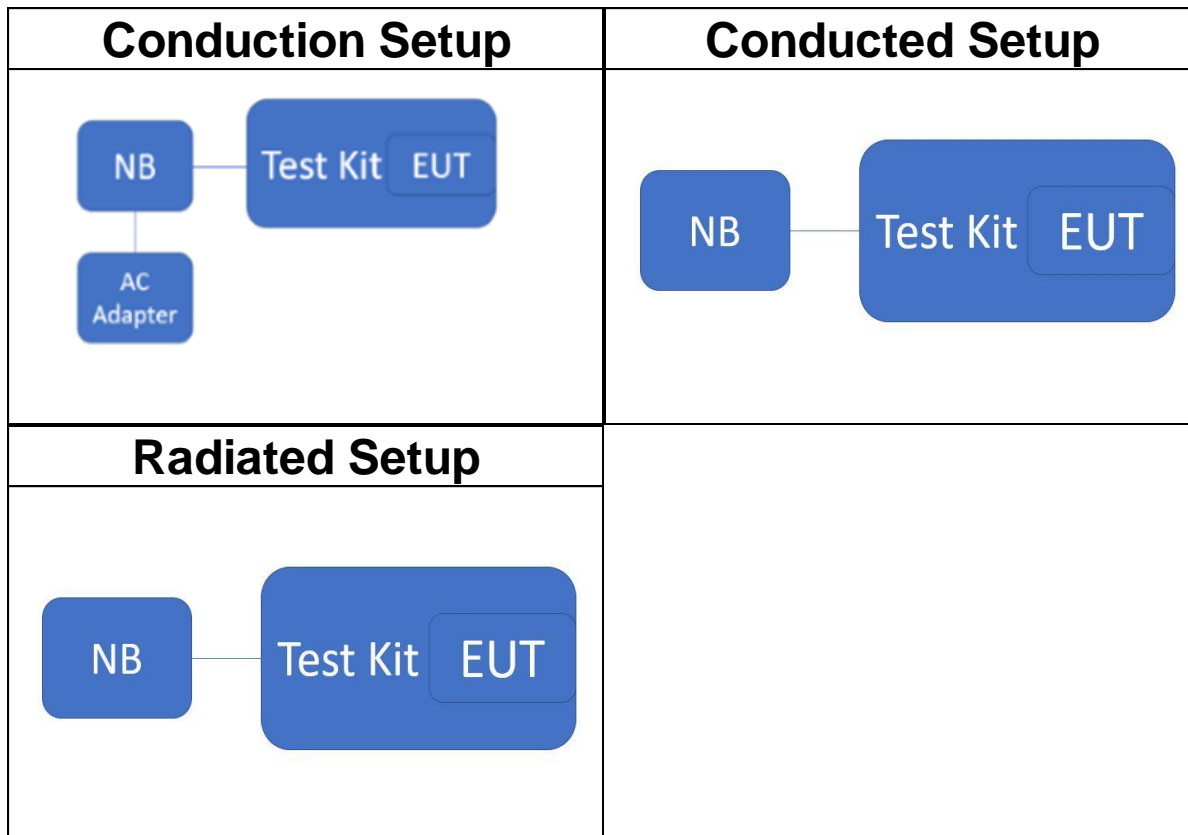 Conduction Setup
Conducted Setup
NB
Test Kit EUT
AC
Adapter
NB
Test Kit EUT
Radiated Setup
NB
Test Kit EUT